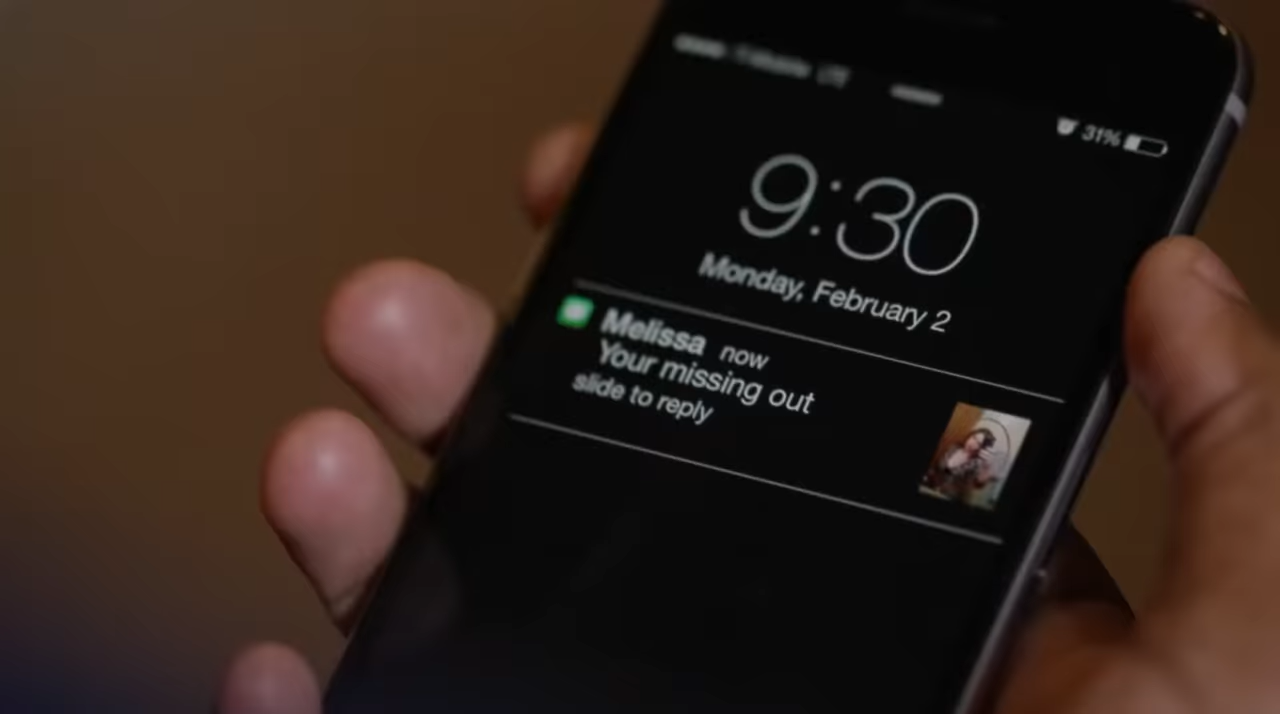 31%
9:30
Monday, February 2
Melissa now
Your missing out
slide to reply